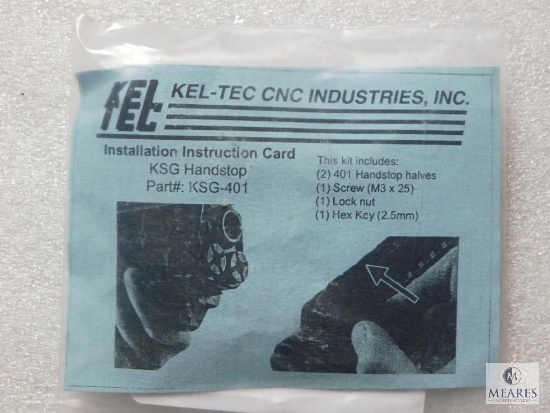 KEL TEC
KEL-TEC CNC INDUSTRIES, INC.
Installation Instruction Card
KSG Handstop
Part#: KSG-401
This kit includes:
(2) 401 Handstop halves
(1) Screw (M3 x 25)
(1) Lock nut
(1) Hex Key (2.5mm)
MEARES